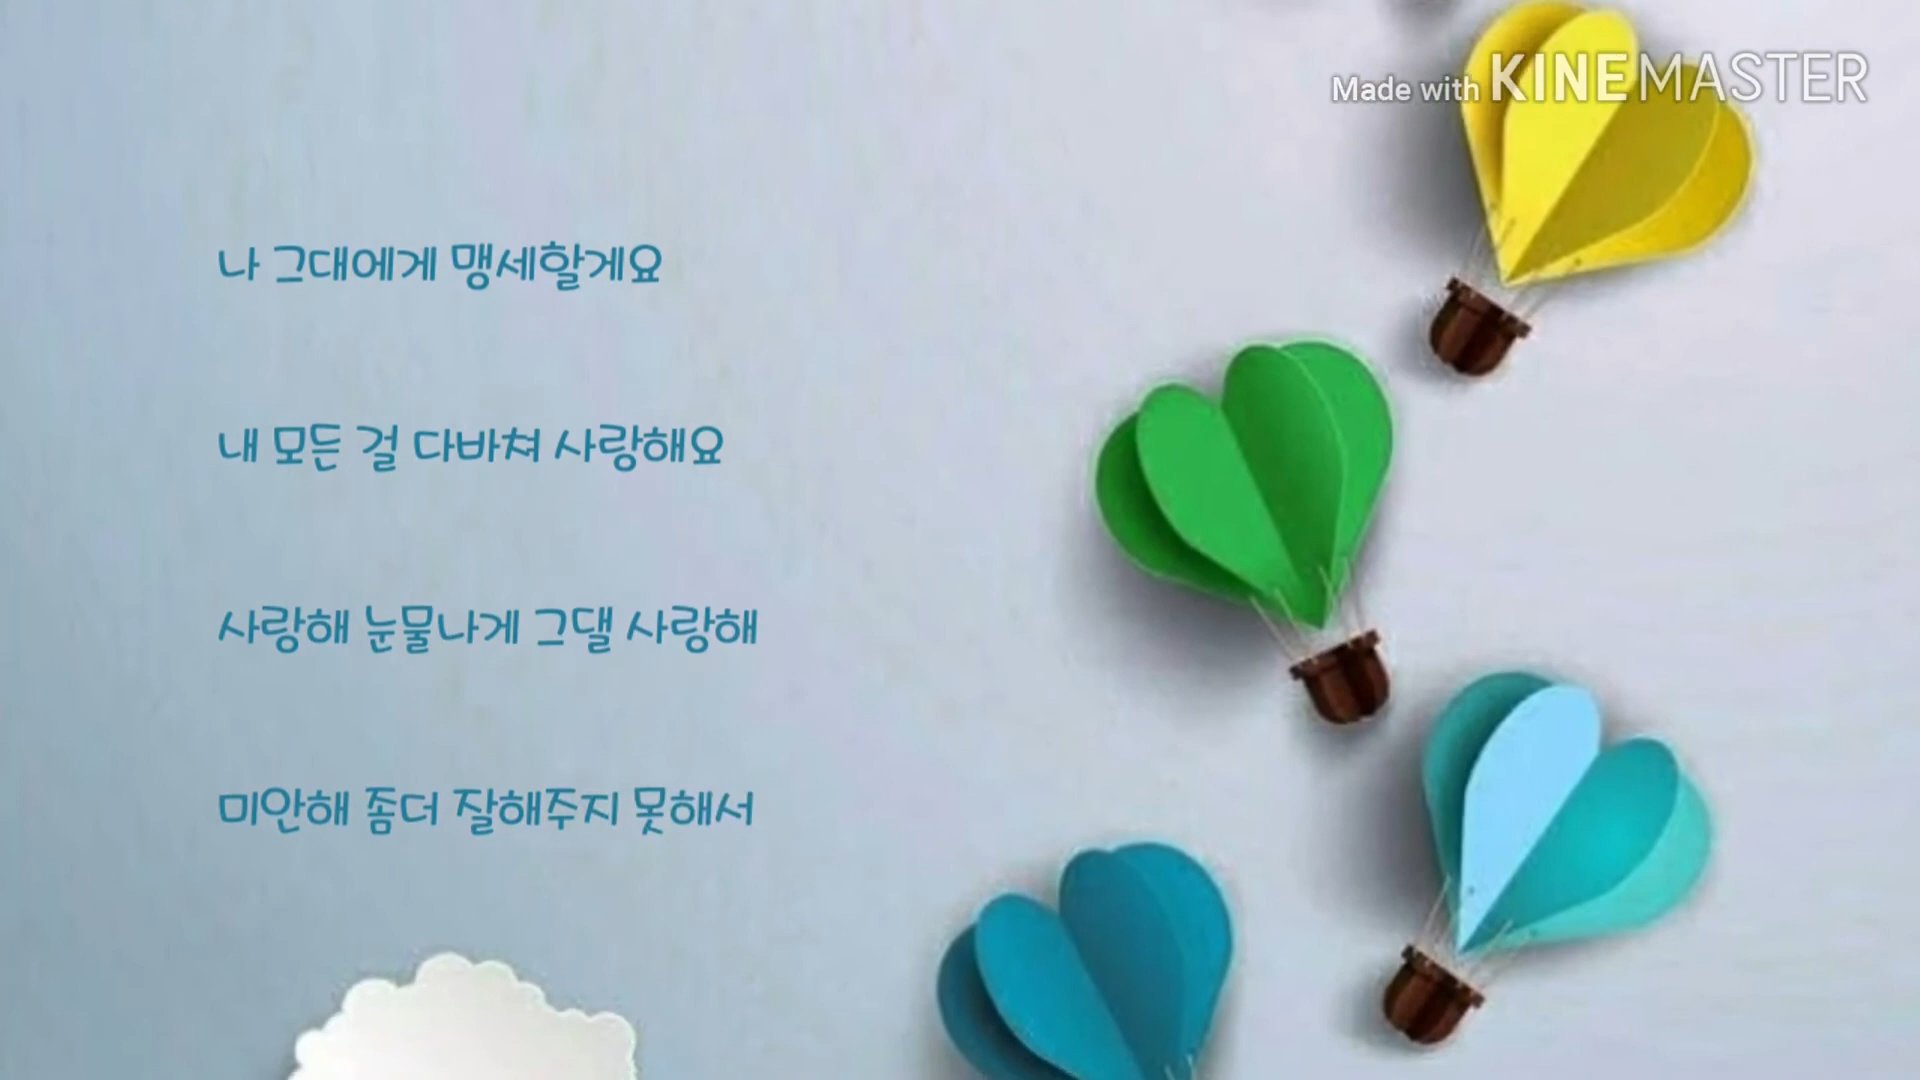 Made with KINEMASTER
나 그대에게 맹세할게요
내 모든 걸 다바쳐 사랑해요
사랑해 눈물나게 그댈 사랑해
미안해 좀더 잘해주지 못해서